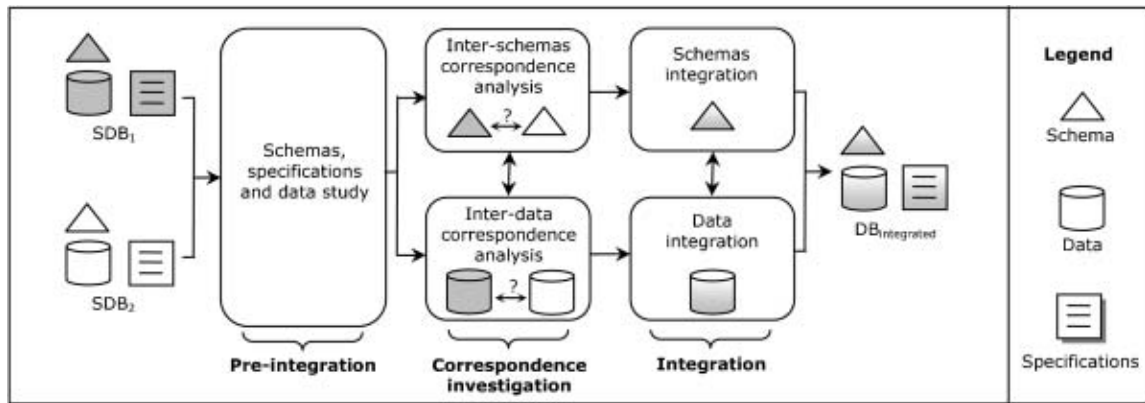 SDB1
SDB2
Schemas,
specifications
and data study
Pre-integration
Inter-schemas
correspondence
analysis
?
Inter-data
correspondence
analysis
?
Correspondence
investigation
Schemas
integration
Data
integration
Integration
DBIntegrated
Legend
Schema
Data
Specifications